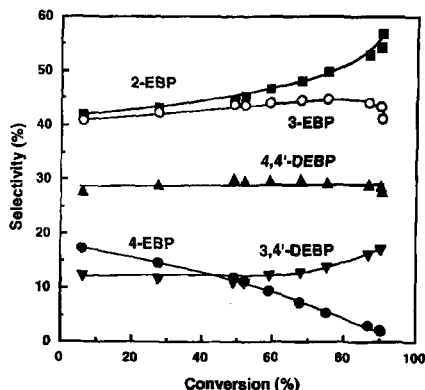 60
50
40
30
20
10
0
Selectivity (%)
2-EBP
3-EBP
4,4'-DEBP
4-EBP
3,4'-DEBP
0 20 40 60 80 100
Conversion (%)